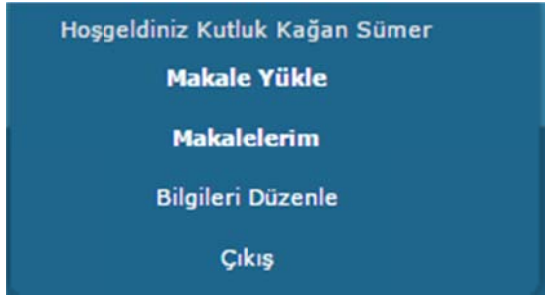 Hoşgeldiniz Kutluk Kağan Sümer
Makale Yükle
Makalelerim
Bilgileri Düzenle
Çıkış